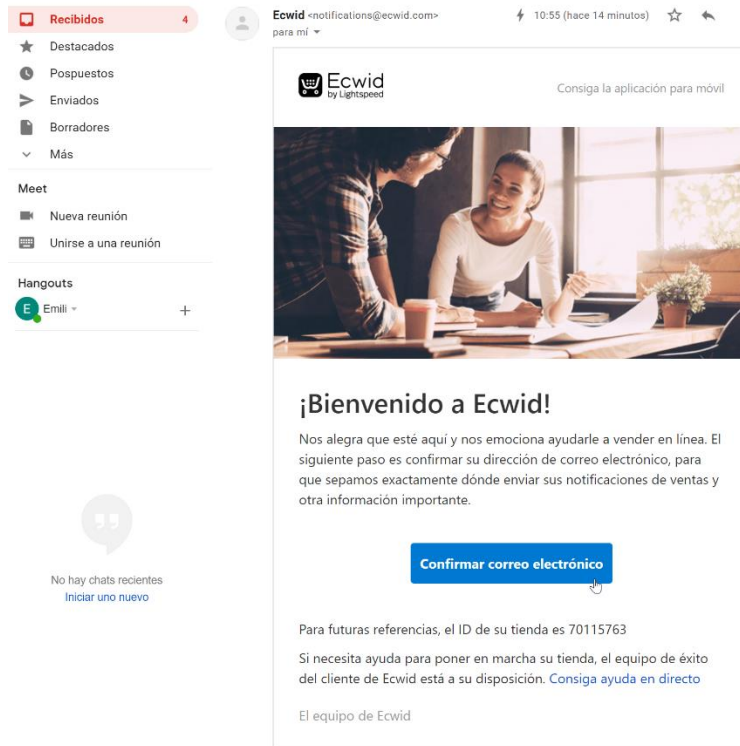 Recibidos 4
Destacados
Pospuestos
Enviados
Borradores
Más
Meet
Nueva reunión
Unirse a una reunión
Hangouts
E Emili
No hay chats recientes
Iniciar uno nuevo
Ecwid <notifications@ecwid.com> 10:55 (hace 14 minutos)
para mí
Ecwid
by Lightspeed
Consiga la aplicación para móvil
¡Bienvenido a Ecwid!
Nos alegra que esté aquí y nos emociona ayudarle a vender en línea. El
siguiente paso es confirmar su dirección de correo electrónico, para
que sepamos exactamente dónde enviar sus notificaciones de ventas y
otra información importante.
Confirmar correo electrónico
Para futuras referencias, el ID de su tienda es 70115763
Si necesita ayuda para poner en marcha su tienda, el equipo de éxito
del cliente de Ecwid está a su disposición. Consiga ayuda en directo
El equipo de Ecwid